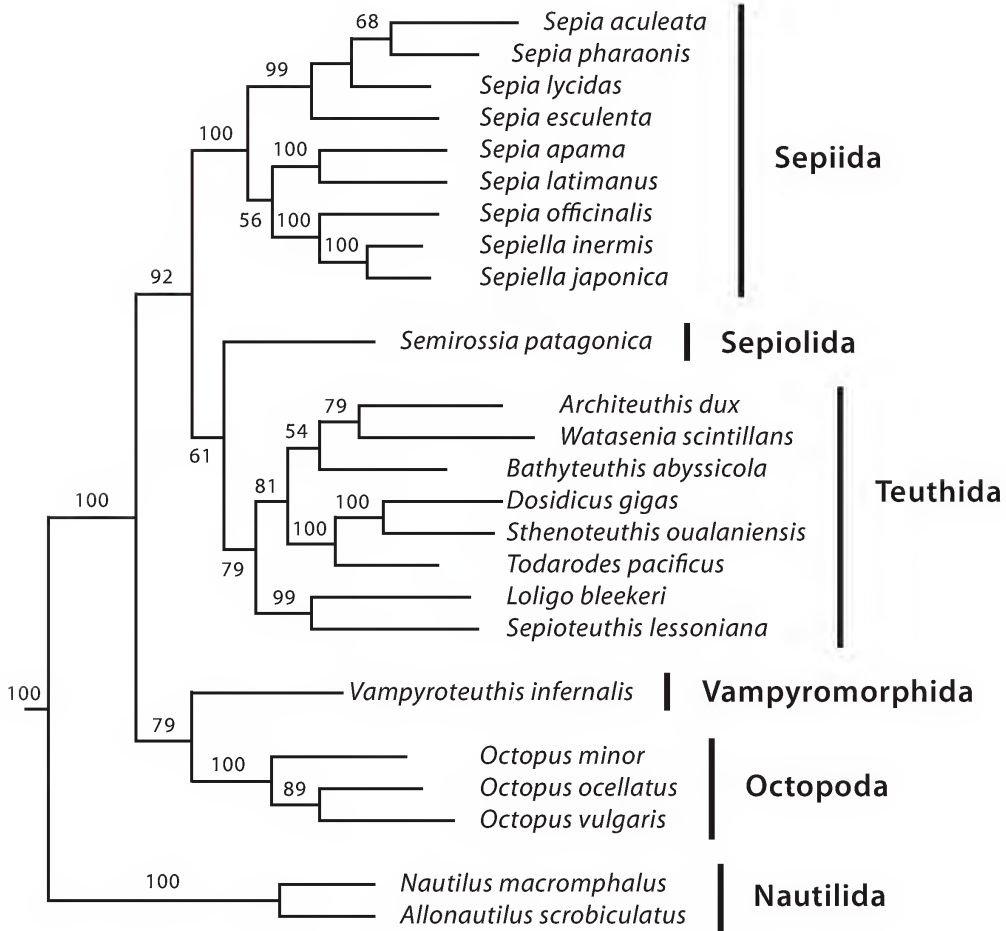 68 Sepia aculeata
Sepia pharaonis
99 Sepia lycidas
Sepia esculenta
100 100 Sepia apama
Sepiida
Sepia latimanus
56 100 Sepia officinalis
100 Sepiella inermis
Sepiella japonica
92
Semirossia patagonica Sepiolida
79 Architeuthis dux
54 Watasenia scintillans
61 Bathyteuthis abyssicola
81 Teuthida
100 100 Dosidicus gigas
100 Sthenoteuthis oualaniensis
79 Todarodes pacificus
99 Loligo bleekeri
Sepioteuthis lessoniana
100 Vampyroteuthis infernalis Vampyromorphida
79
100 Octopus minor
89 Octopus ocellatus Octopoda
Octopus vulgaris
100 Nautilus macromphalus
Nautilida
Allonautilus scrobiculatus